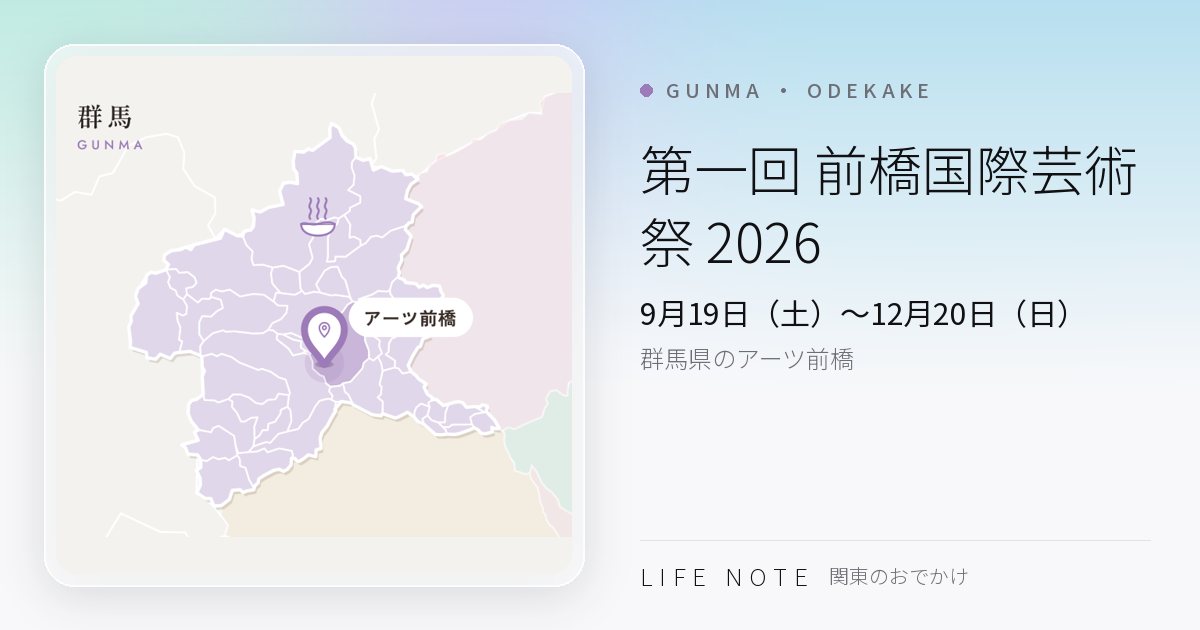 群馬
GUNMA
アーツ前橋
GUNMA • ODEKAKE
第一回 前橋国際芸術
祭 2026
9月19日（土）〜12月20日（日）
群馬県のアーツ前橋
LIFE NOTE 関東のおでかけ